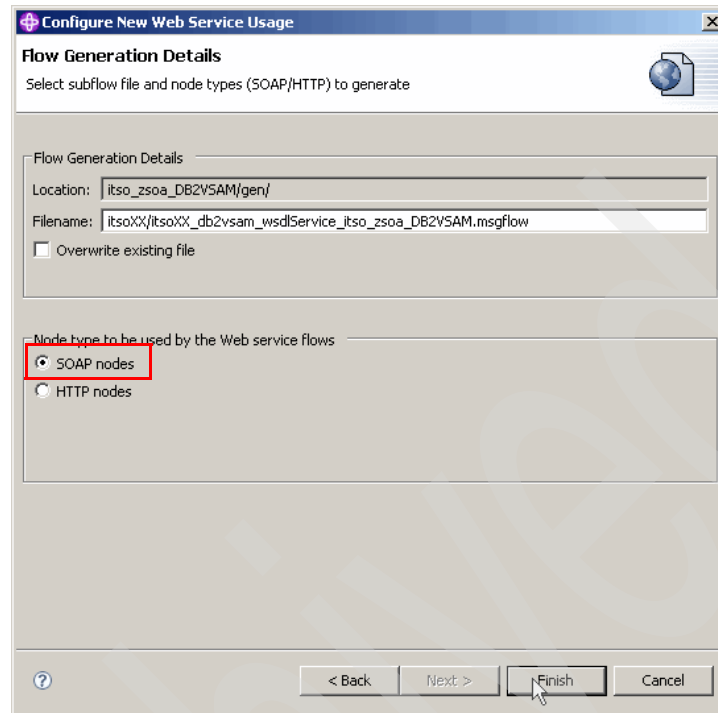 Configure New Web Service Usage
Flow Generation Details
Select subflow file and node types (SOAP/HTTP) to generate
Flow Generation Details
Location: itso_zsoa_DB2VSAM/gen/
Filename: itsoXX/itsoXX_db2vsam_wsdlService_itso_zsoa_DB2VSAM.msgflow
Overwrite existing file
Node type to be used by the Web service flows
SOAP nodes
HTTP nodes
? < Back Next > Finish Cancel